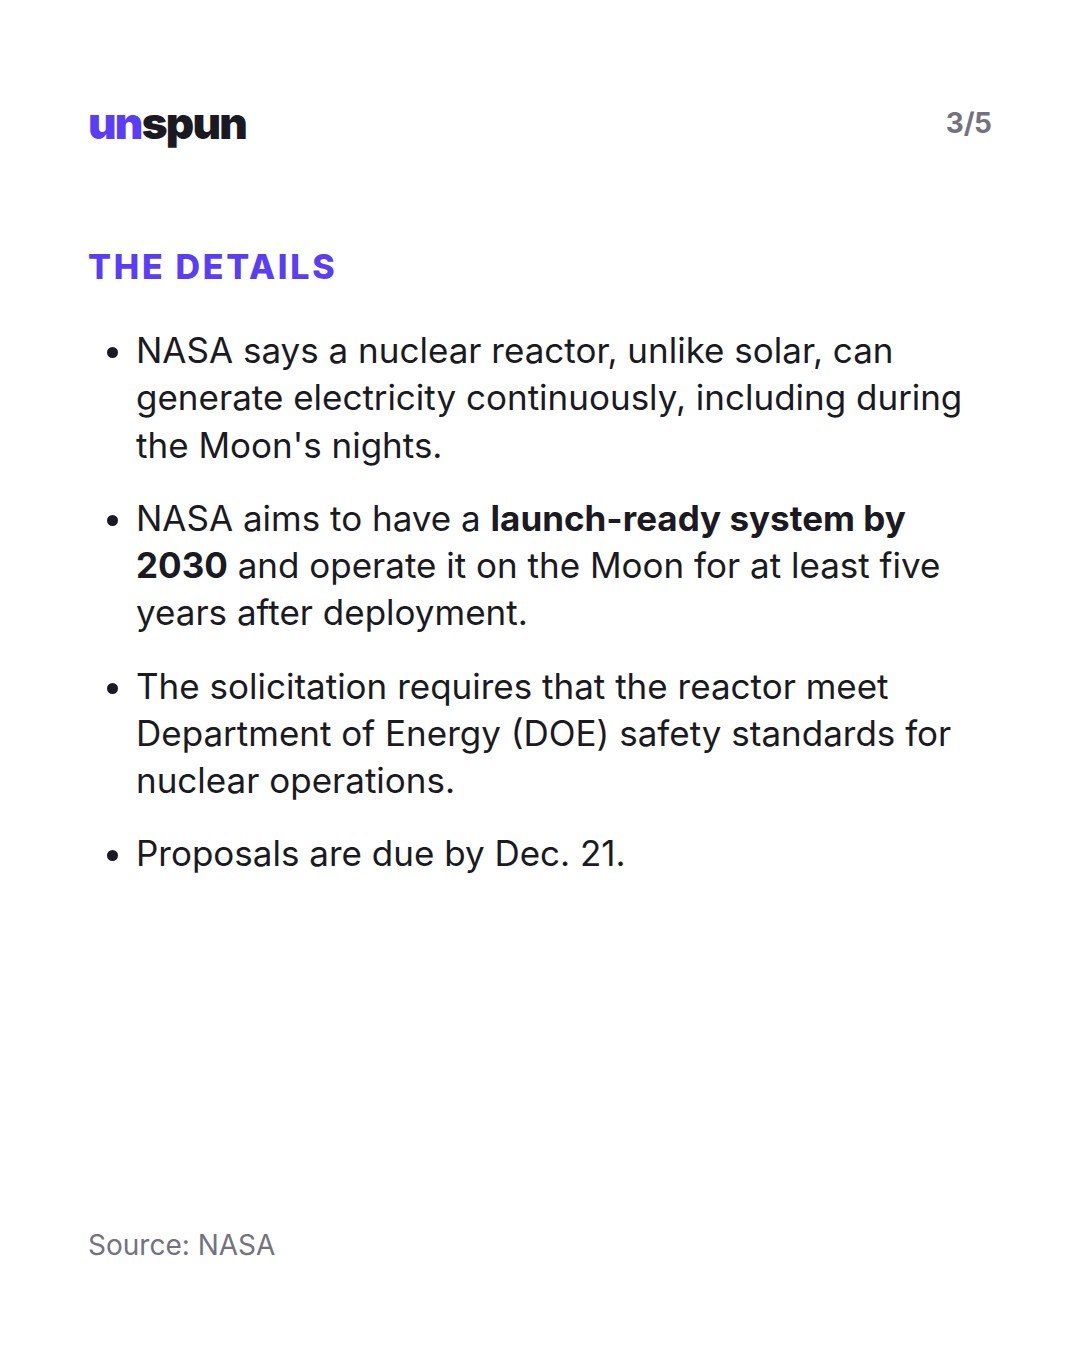 unspun
3/5
THE DETAILS
• NASA says a nuclear reactor, unlike solar, can
generate electricity continuously, including during
the Moon's nights.
• NASA aims to have a launch-ready system by
2030 and operate it on the Moon for at least five
years after deployment.
• The solicitation requires that the reactor meet
Department of Energy (DOE) safety standards for
nuclear operations.
• Proposals are due by Dec. 21.
Source: NASA